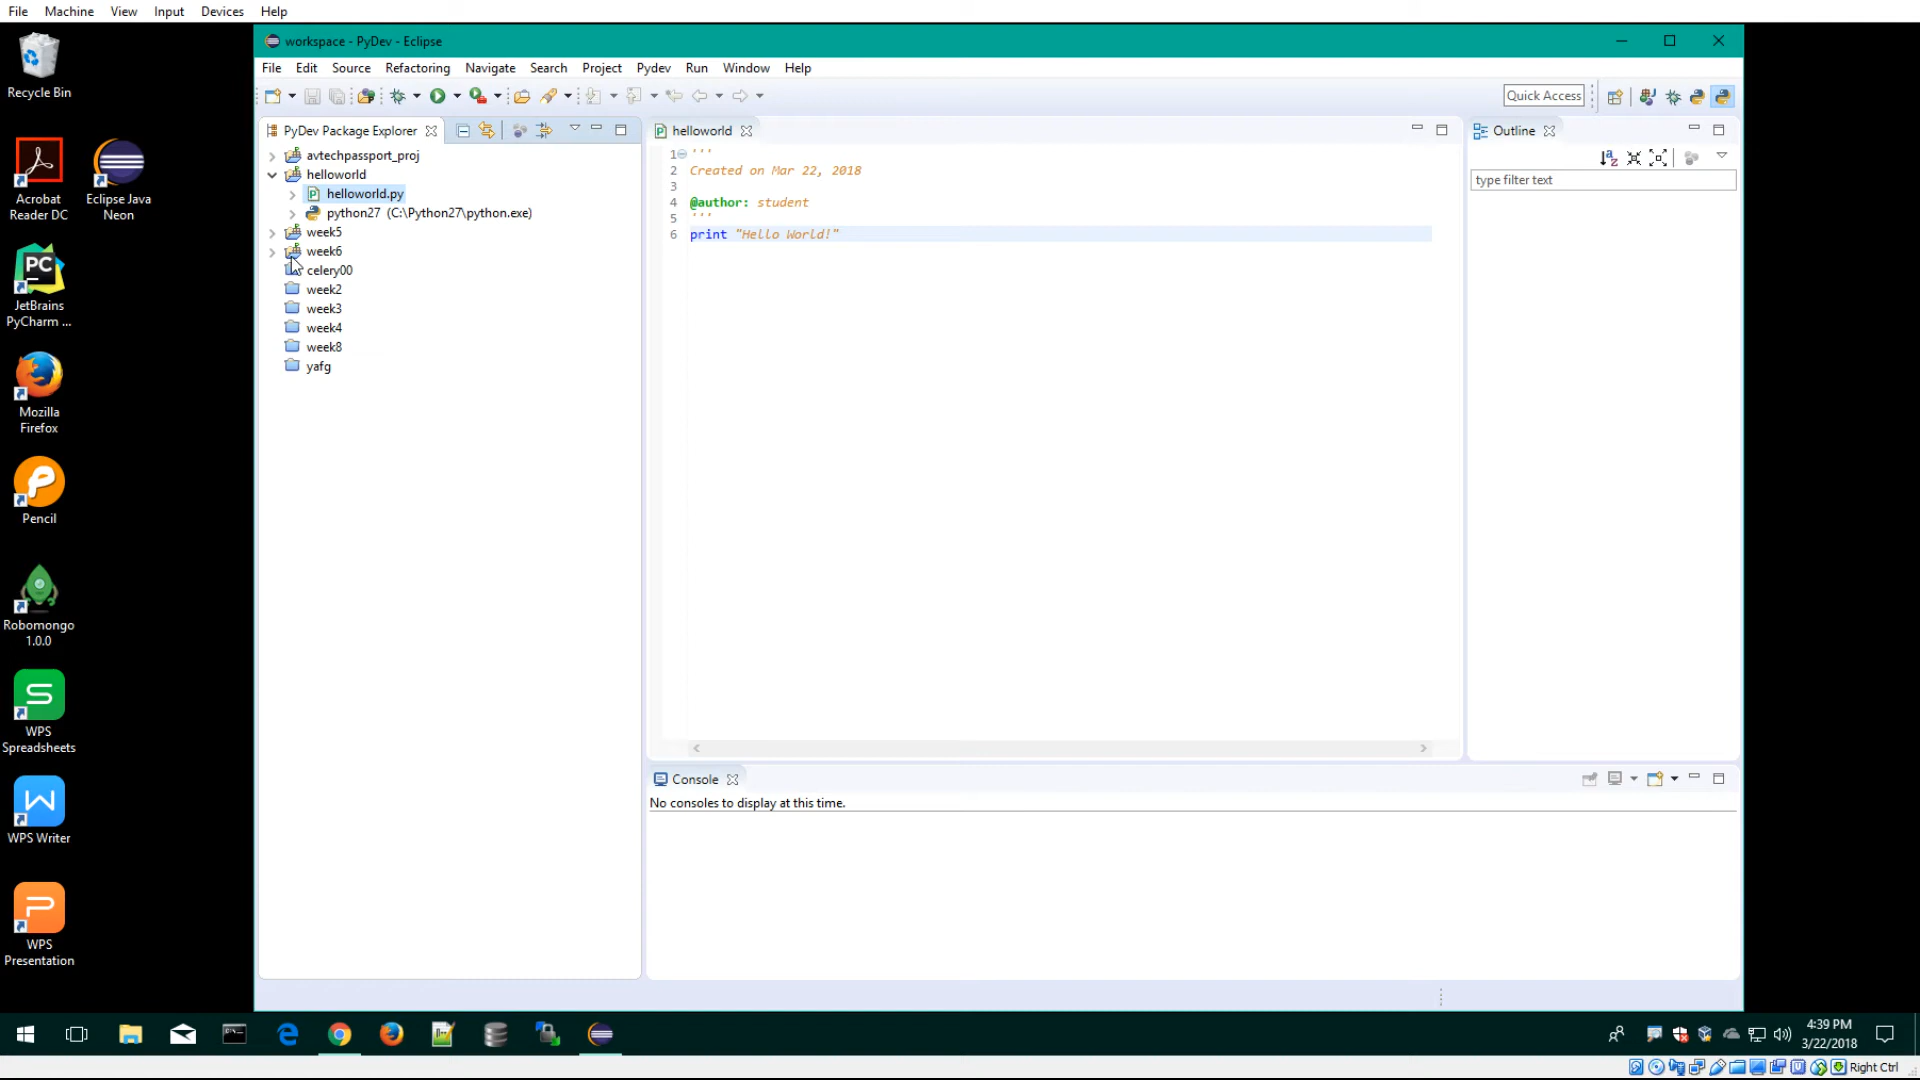 File Machine View Input Devices Help
workspace - PyDev - Eclipse
File Edit Source Refactoring Navigate Search Project Pydev Run Window Help
Quick Access
PyDev Package Explorer
avtechpassport_proj
helloworld
helloworld.py
python27 (C:\Python27\python.exe)
week5
week6
celery00
week2
week3
week4
week8
yafg
helloworld
1 '''
2 Created on Mar 22, 2018
3
4 @author: student
5 '''
6 print "Hello World!"
Outline
type filter text
Console
No consoles to display at this time.
Recycle Bin
Acrobat
Reader DC
Eclipse Java
Neon
PC
JetBrains
PyCharm ...
Mozilla
Firefox
Pencil
Robomongo
1.0.0
S
WPS
Spreadsheets
W
WPS Writer
P
WPS
Presentation
4:39 PM
3/22/2018
Right Ctrl